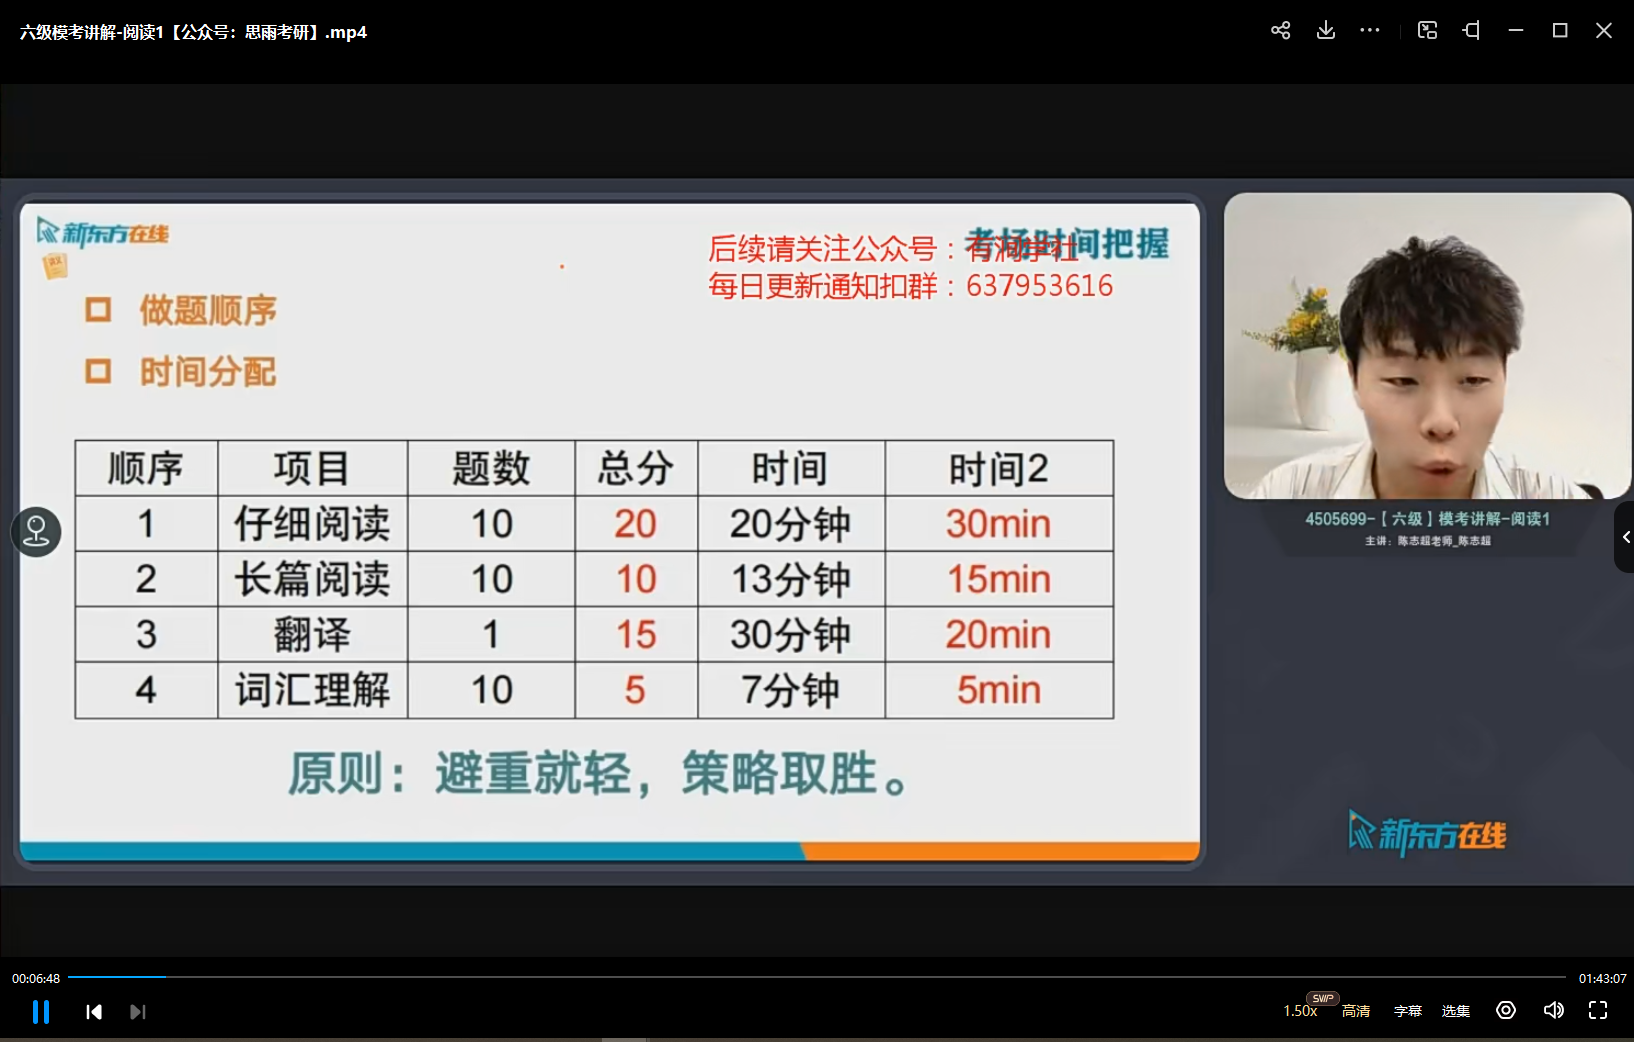 六级模考讲解-阅读1【公众号：思雨考研】.mp4
新东方在线
考场时间把握
后续请关注公众号：有洞学社
每日更新通知扣群：637953616
做题顺序
时间分配
顺序 项目 题数 总分 时间 时间2
1 仔细阅读 10 20 20分钟 30min
2 长篇阅读 10 10 13分钟 15min
3 翻译 1 15 30分钟 20min
4 词汇理解 10 5 7分钟 5min
原则：避重就轻，策略取胜。
4505699-【六级】模考讲解-阅读1
主讲：陈志超老师_陈志超
新东方在线
00:06:48
01:43:07
1.50x
SVIP
高清
字幕
选集